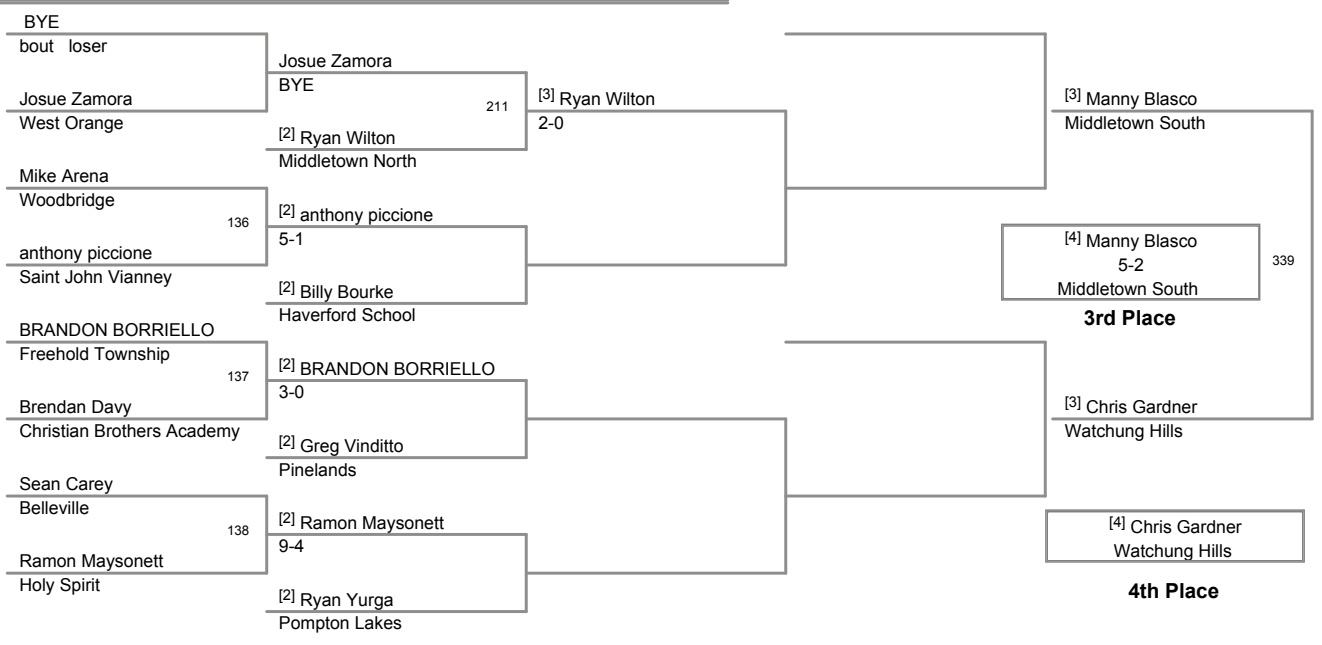 BYE
bout loser
Josue Zamora
West Orange
Mike Arena
Woodbridge
136
anthony piccione
Saint John Vianney
BRANDON BORRIELLO
Freehold Township
137
Brendan Davy
Christian Brothers Academy
Sean Carey
Belleville
138
Ramon Maysonett
Holy Spirit
Josue Zamora
BYE
211
[2] Ryan Wilton
Middletown North
[2] anthony piccione
5-1
[2] Billy Bourke
Haverford School
[2] BRANDON BORRIELLO
3-0
[2] Greg Vinditto
Pinelands
[2] Ramon Maysonett
9-4
[2] Ryan Yurga
Pompton Lakes
[3] Ryan Wilton
2-0
[3] Manny Blasco
Middletown South
[4] Manny Blasco
5-2
Middletown South
339
3rd Place
[3] Chris Gardner
Watchung Hills
[4] Chris Gardner
Watchung Hills
4th Place